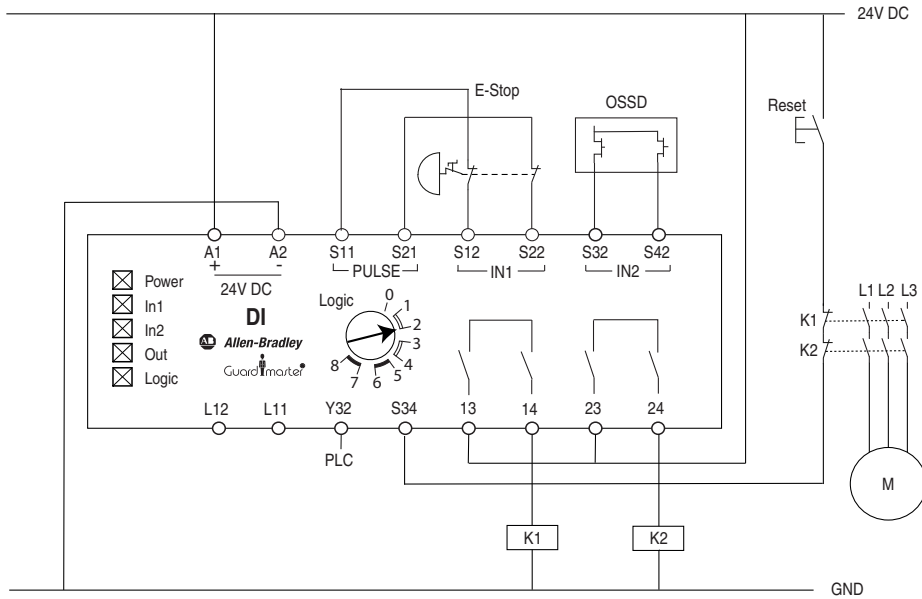 24V DC
E-Stop
OSSD
Reset
A1 A2 S11 S21 S12 S22 S32 S42
+ - PULSE IN1 IN2
24V DC
Power
In1
In2
Out
Logic
DI
AB Allen-Bradley
Guardmaster
Logic
0
1
2
3
4
5
6
7
8
L1 L2 L3
K1
K2
M
L12 L11 Y32 S34 13 14 23 24
PLC
K1 K2
GND